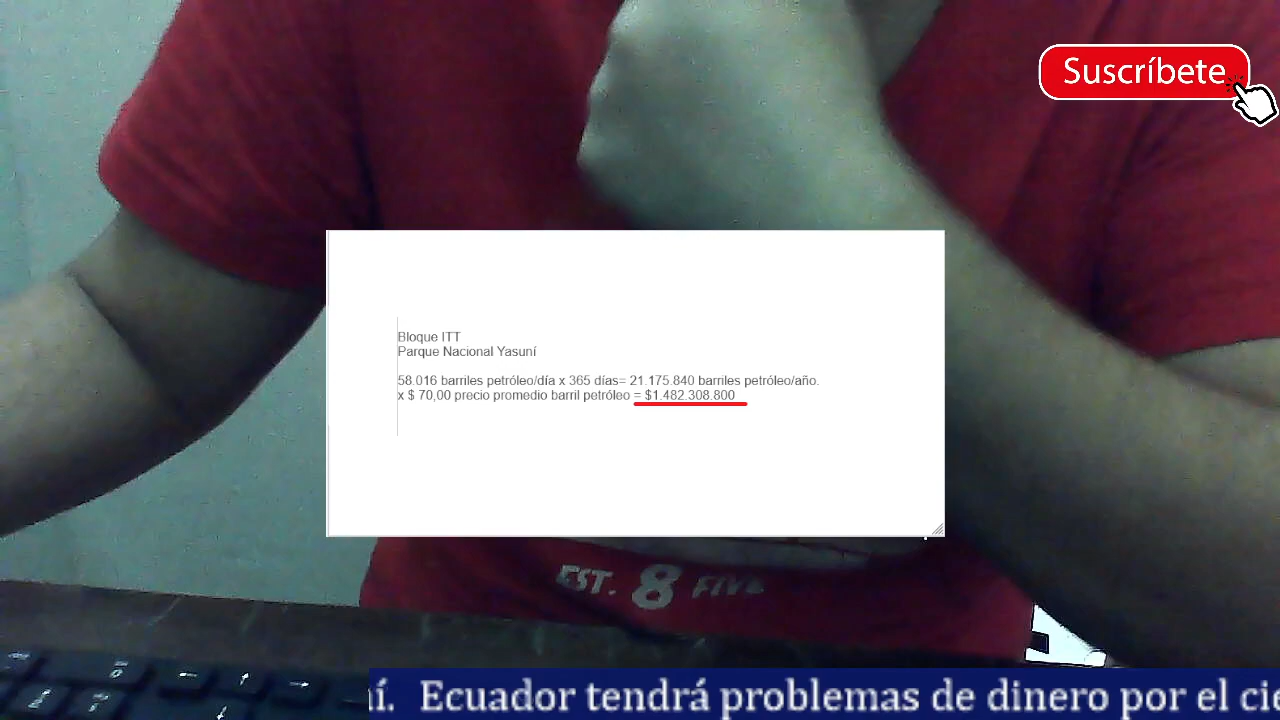 Suscríbete
Bloque ITT
Parque Nacional Yasuní
58.016 barriles petróleo/día x 365 días= 21.175.840 barriles petróleo/año.
x $ 70,00 precio promedio barril petróleo = $1.482.308.800
EST. 8 FIVE
í. Ecuador tendrá problemas de dinero por el cie